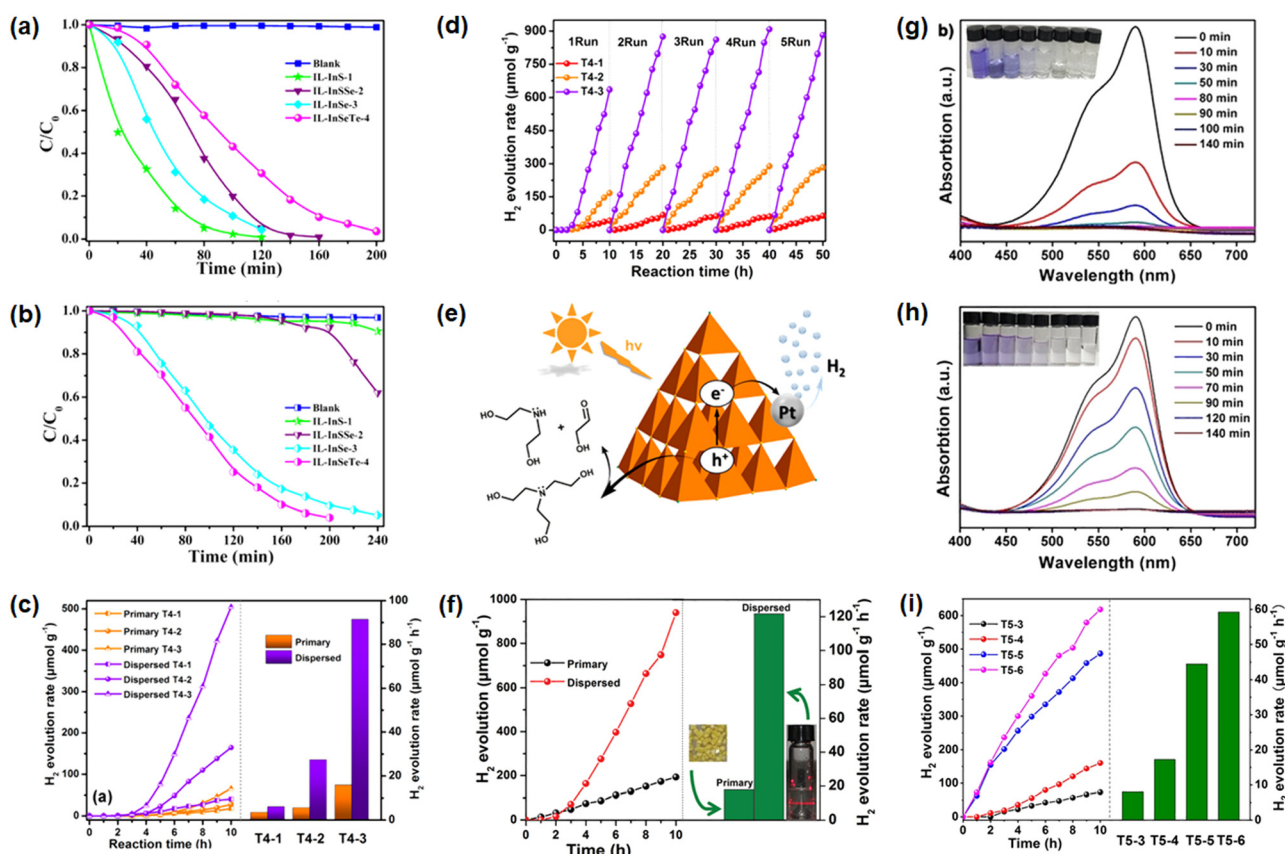 (a)
1.0
0.8
0.6
0.4
0.2
0.0
C/C0
Blank
IL-InS-1
IL-InSSe-2
IL-InSe-3
IL-InSeTe-4
0 40 80 120 160 200
Time (min)
(d)
900
750
600
450
300
150
0
H2 evolution rate (μmol g-1)
1Run 2Run 3Run 4Run 5Run
T4-1
T4-2
T4-3
0 5 10 15 20 25 30 35 40 45 50
Reaction time (h)
(g)
b)
Absorbtion (a.u.)
0 min
10 min
30 min
50 min
80 min
90 min
100 min
140 min
400 450 500 550 600 650 700
Wavelength (nm)
(b)
1.0
0.8
0.6
0.4
0.2
0.0
C/C0
Blank
IL-InS-1
IL-InSSe-2
IL-InSe-3
IL-InSeTe-4
0 40 80 120 160 200 240
Time (min)
(e)
hν
H2
e-
Pt
h+
HO
NH
OH
+
O
OH
HO
N
OH
HO
(h)
Absorbtion (a.u.)
0 min
10 min
30 min
50 min
70 min
90 min
120 min
140 min
400 450 500 550 600 650 700
Wavelength (nm)
(c)
500
400
300
200
100
50
0
H2 evolution (μmol g-1)
Primary T4-1
Primary T4-2
Primary T4-3
Dispersed T4-1
Dispersed T4-2
Dispersed T4-3
(a)
Primary
Dispersed
100
90
80
70
60
50
40
30
20
10
0
H2 evolution rate (μmol g-1 h-1)
0 1 2 3 4 5 6 7 8 9 10
T4-1 T4-2 T4-3
Reaction time (h)
(f)
1000
800
600
400
200
0
H2 evolution (μmol g-1)
Primary
Dispersed
Dispersed
Primary
120
100
80
60
40
20
0
H2 evolution rate (μmol g-1 h-1)
0 2 4 6 8 10
Time (h)
(i)
600
500
400
300
200
100
0
H2 evolution (μmol g-1)
T5-3
T5-4
T5-5
T5-6
60
50
40
30
20
10
0
H2 evolution rate (μmol g-1 h-1)
0 2 4 6 8 10
T5-3 T5-4 T5-5 T5-6
Time (h)